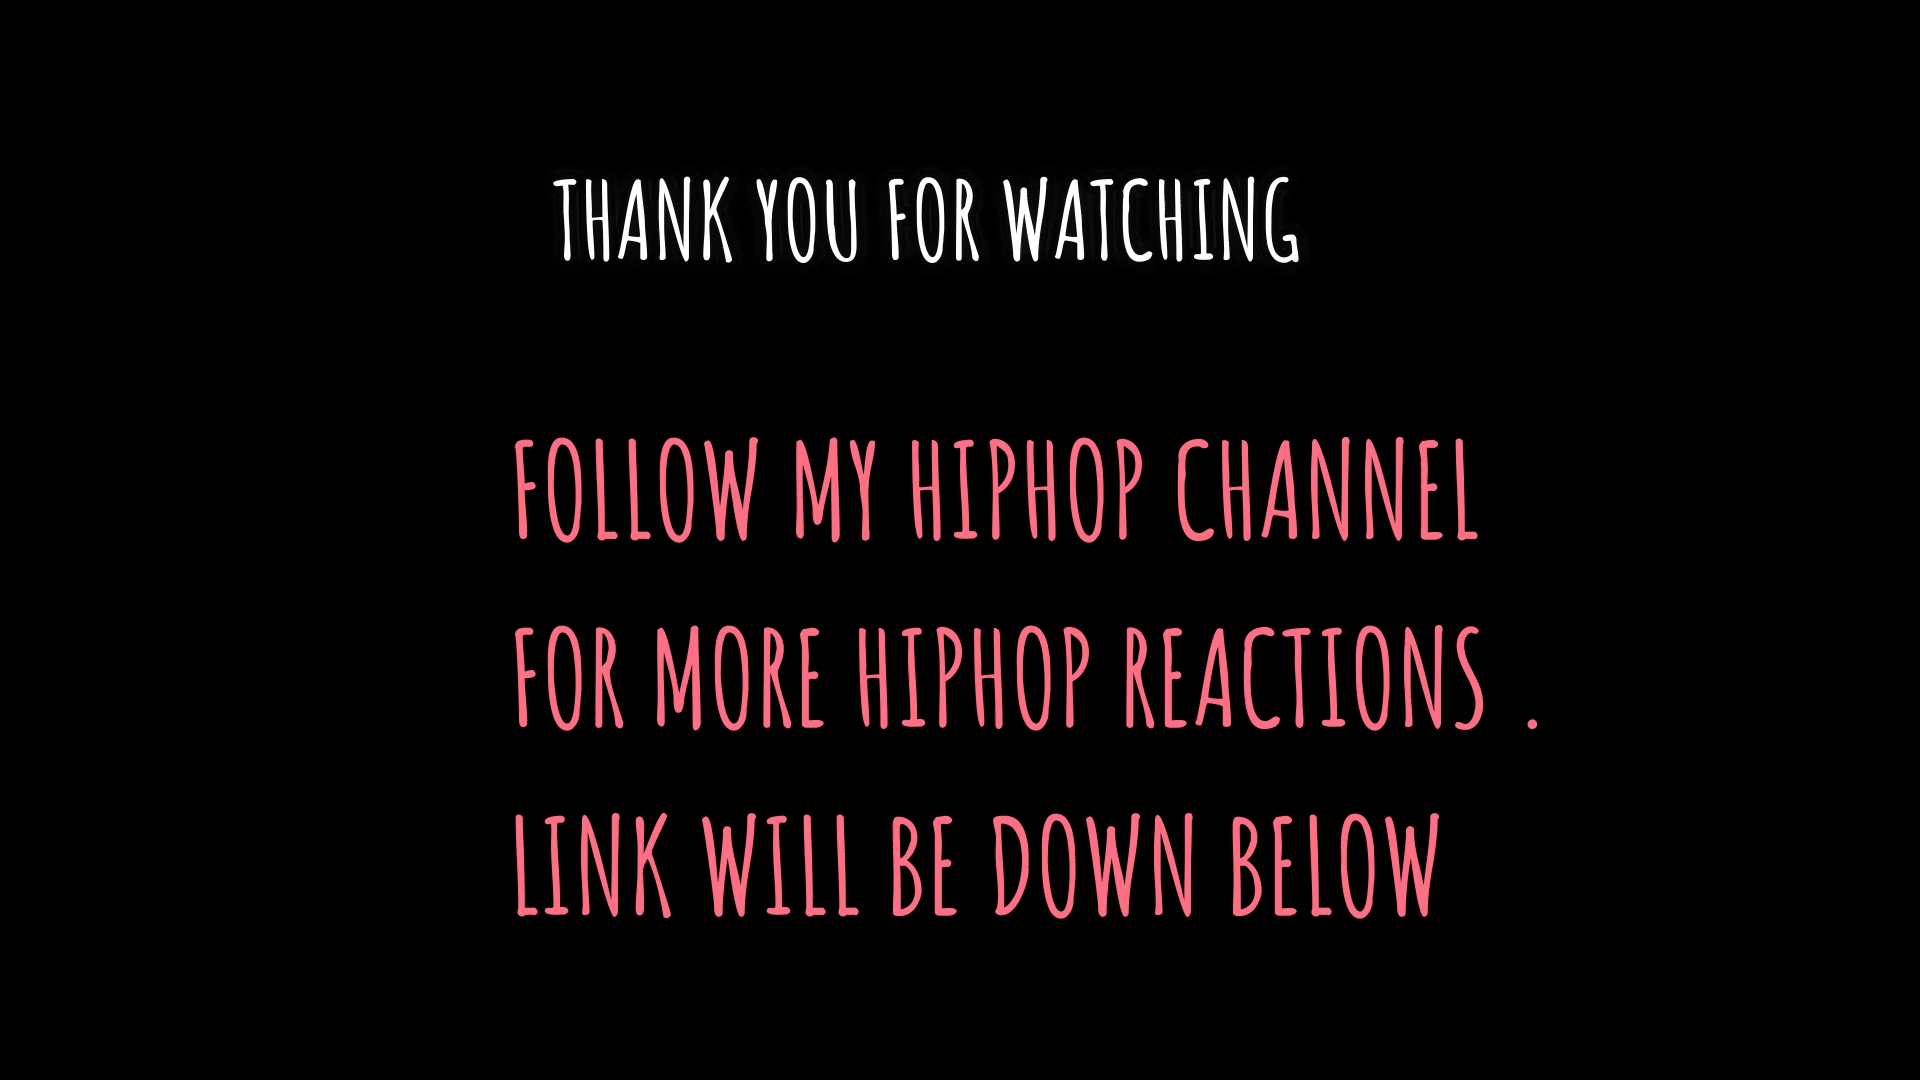 THANK YOU FOR WATCHING
FOLLOW MY HIPHOP CHANNEL
FOR MORE HIPHOP REACTIONS .
LINK WILL BE DOWN BELOW